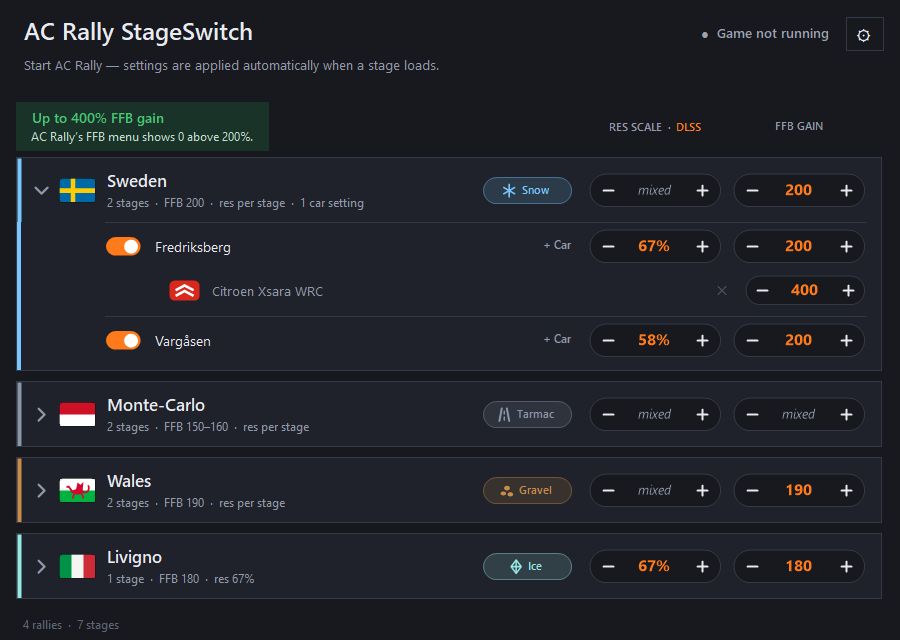 AC Rally StageSwitch
● Game not running
Start AC Rally — settings are applied automatically when a stage loads.
Up to 400% FFB gain
AC Rally's FFB menu shows 0 above 200%.
RES SCALE · DLSS
FFB GAIN
Sweden
2 stages · FFB 200 · res per stage · 1 car setting
Snow
− mixed +
− 200 +
Fredriksberg
+ Car
− 67% +
− 200 +
Citroen Xsara WRC
× − 400 +
Vargåsen
+ Car
− 58% +
− 200 +
Monte-Carlo
2 stages · FFB 150–160 · res per stage
Tarmac
− mixed +
− mixed +
Wales
2 stages · FFB 190 · res per stage
Gravel
− mixed +
− 190 +
Livigno
1 stage · FFB 180 · res 67%
Ice
− 67% +
− 180 +
4 rallies · 7 stages